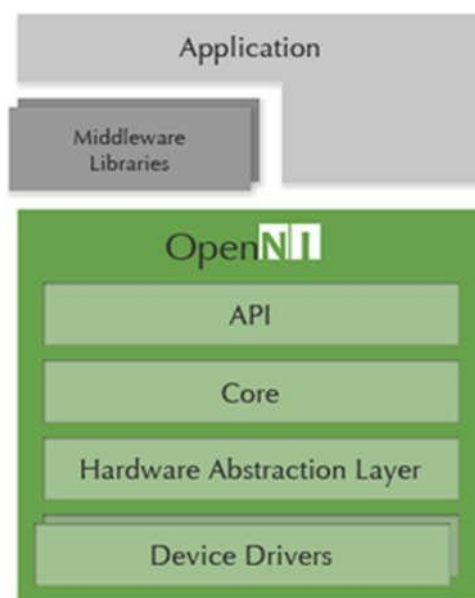 Application
Middleware
Libraries
OpenNI
API
Core
Hardware Abstraction Layer
Device Drivers